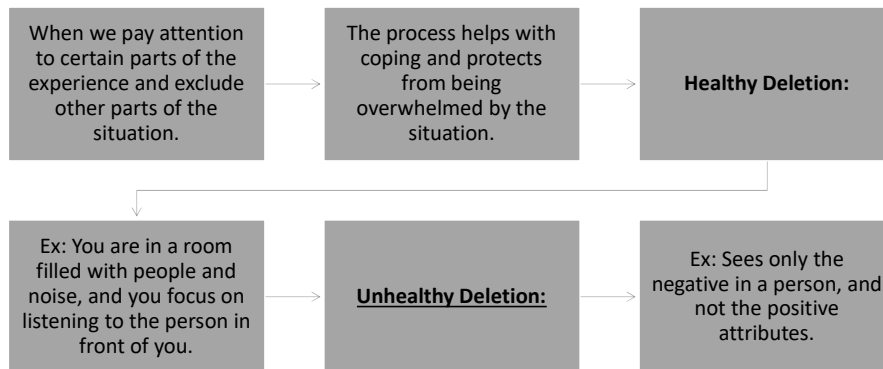 When we pay attention
to certain parts of the
experience and exclude
other parts of the
situation.
The process helps with
coping and protects
from being
overwhelmed by the
situation.
Healthy Deletion:
Ex: You are in a room
filled with people and
noise, and you focus on
listening to the person in
front of you.
Unhealthy Deletion:
Ex: Sees only the
negative in a person, and
not the positive
attributes.